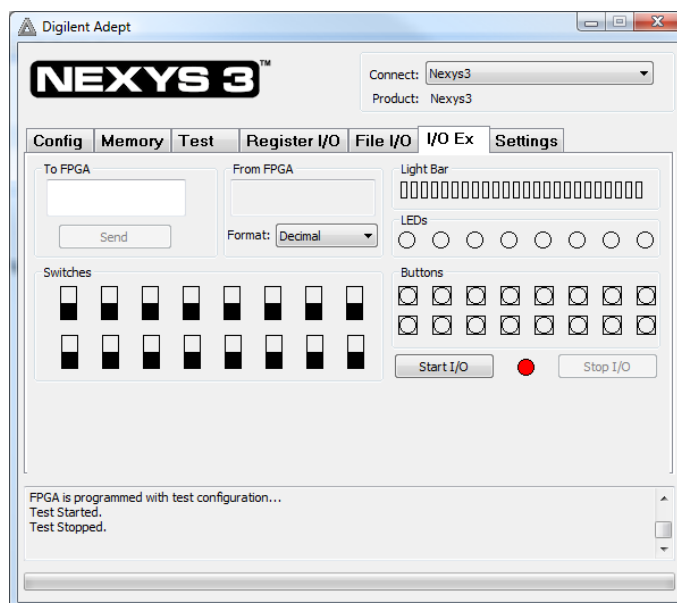 Digilent Adept
NEXYS 3™
Connect: Nexys3
Product: Nexys3
Config Memory Test Register I/O File I/O I/O Ex Settings
To FPGA
From FPGA
Light Bar
LEDs
Send
Format: Decimal
Switches
Buttons
Start I/O
Stop I/O
FPGA is programmed with test configuration...
Test Started.
Test Stopped.